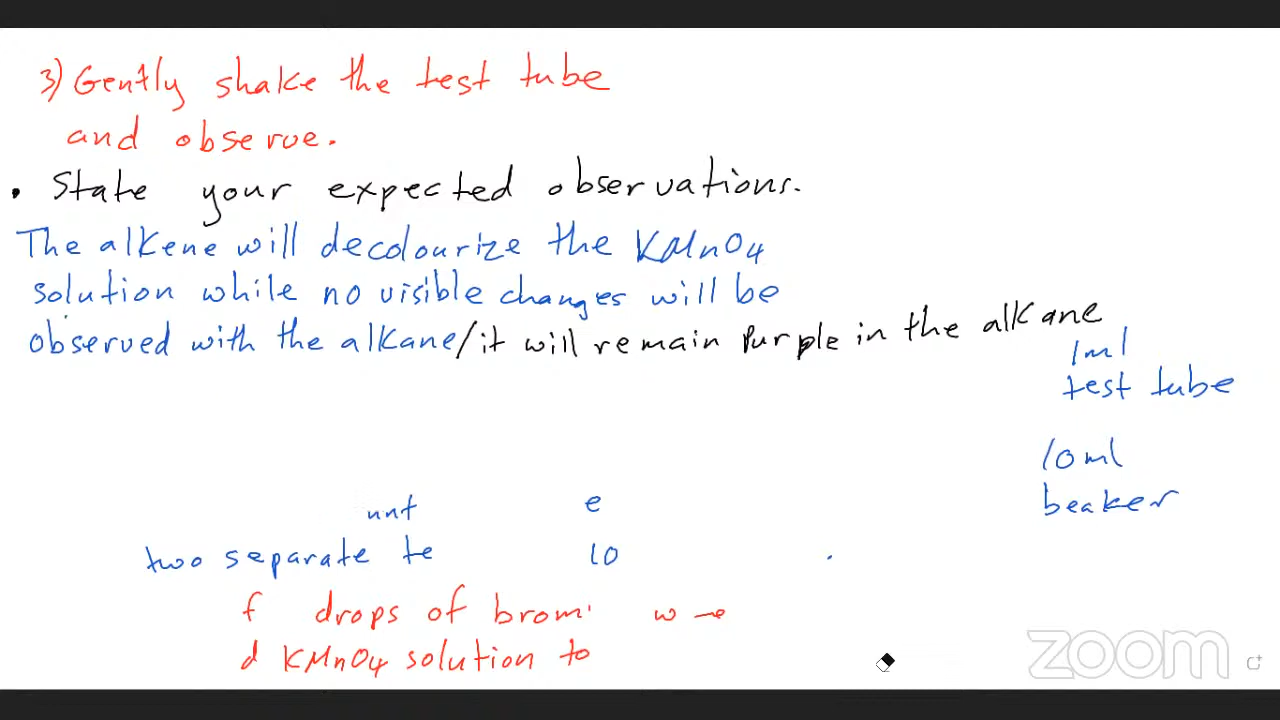 3) Gently shake the test tube
and observe.
• State your expected observations.
The alkene will decolourize the KMnO4
solution while no visible changes will be
observed with the alkane/it will remain purple in the alkane
1ml
test tube
10ml
beaker
unt e
two separate te 10
f drops of brom w
d KMnO4 solution to
zoom